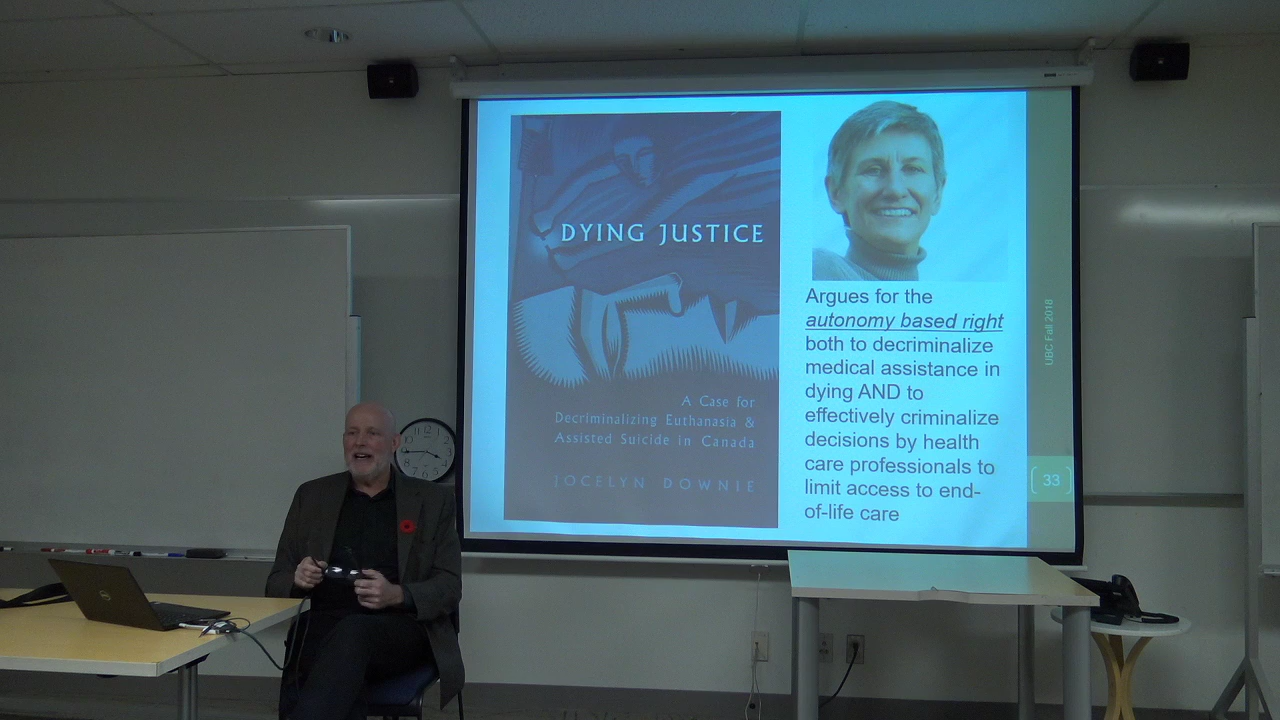 DYING JUSTICE
A Case for
Decriminalizing Euthanasia &
Assisted Suicide in Canada
JOCELYN DOWNIE
Argues for the
autonomy based right
both to decriminalize
medical assistance in
dying AND to
effectively criminalize
decisions by health
care professionals to
limit access to end-
of-life care
UBC Fall 2018
33
DELL